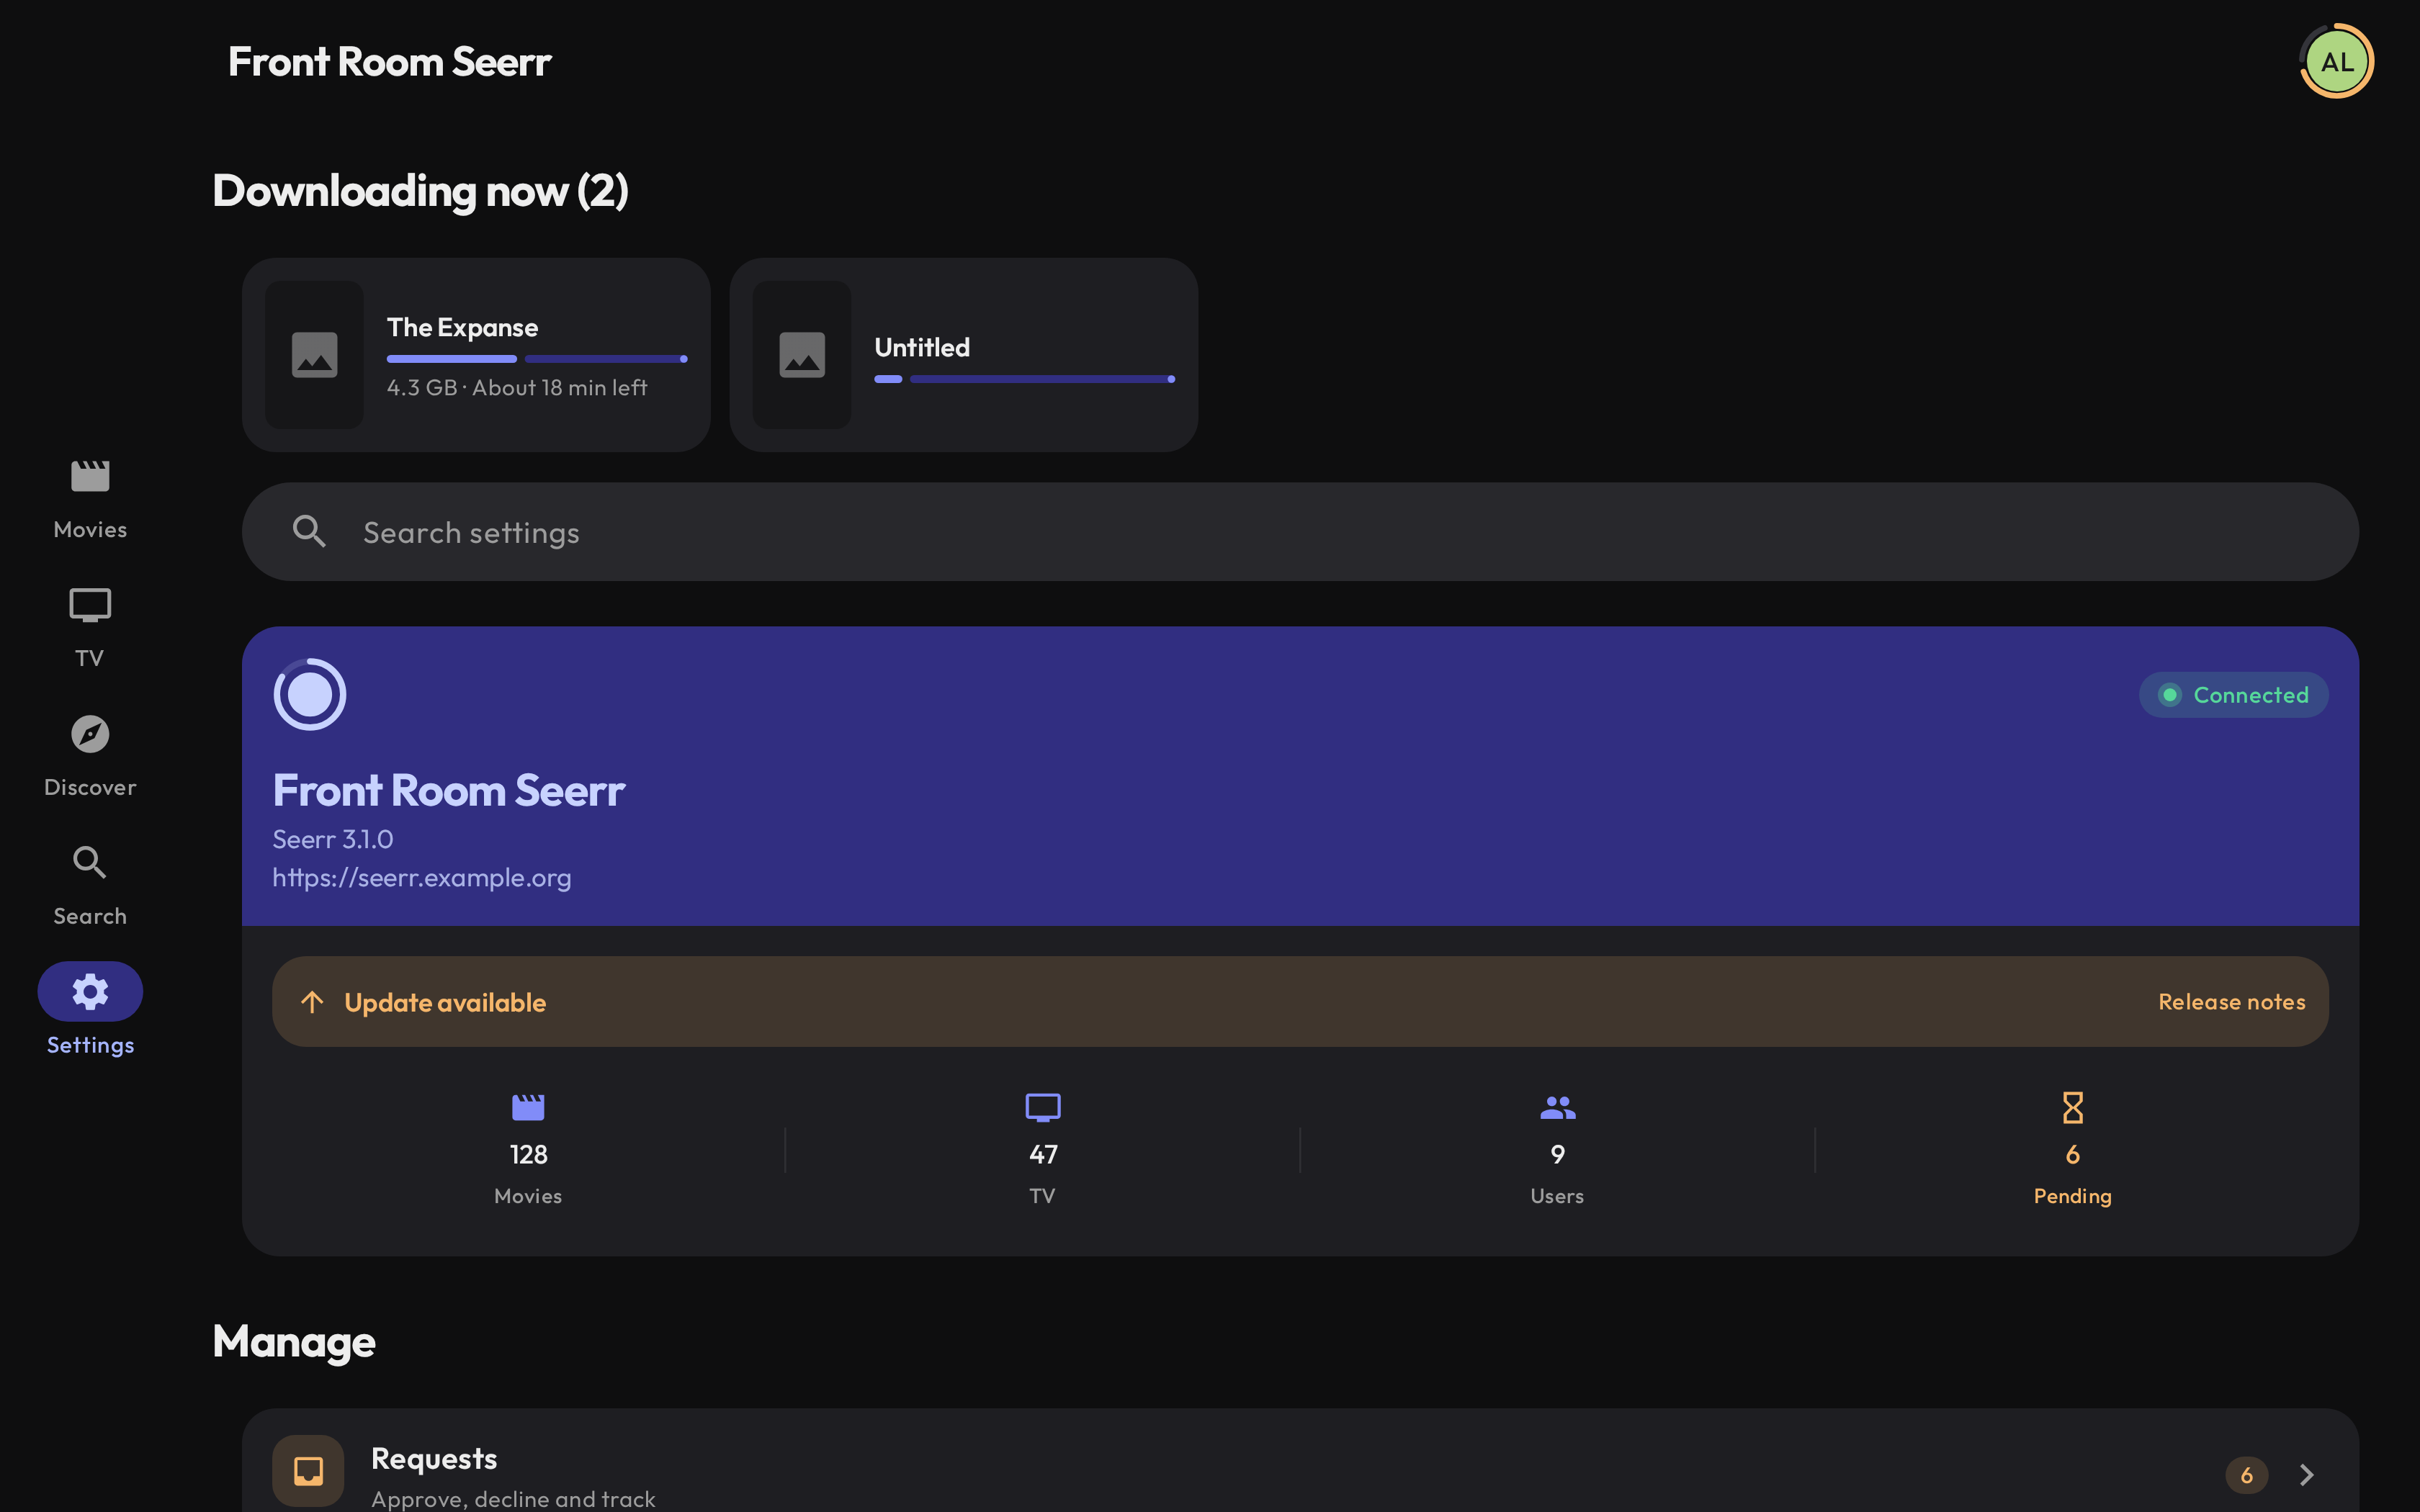 Front Room Seerr
AL
Downloading now (2)
The Expanse
4.3 GB · About 18 min left
Untitled
Movies
TV
Discover
Search
Settings
Search settings
Connected
Front Room Seerr
Seerr 3.1.0
https://seerr.example.org
Update available
Release notes
128
Movies
47
TV
9
Users
6
Pending
Manage
Requests
Approve, decline and track
6